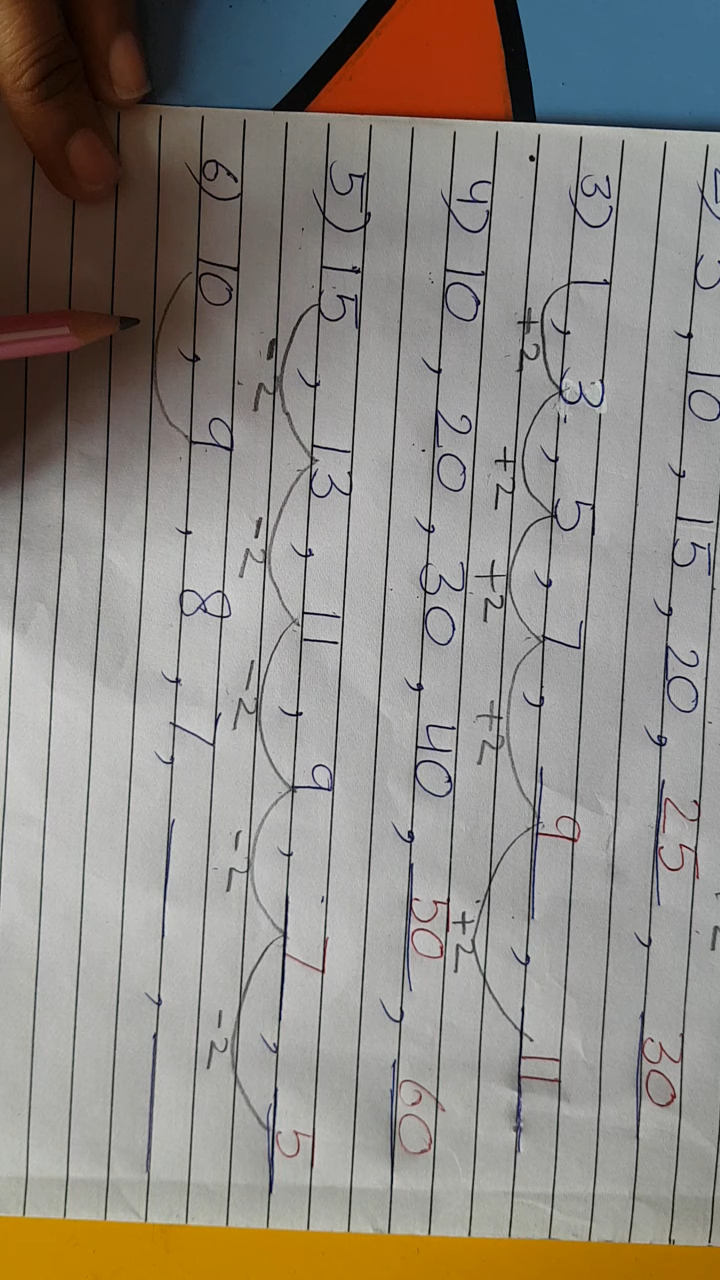 5, 10, 15, 20, 25, 30
3) 1, 3, 5, 7, 9, 11
+2 +2 +2 +2 +2
4) 10, 20, 30, 40, 50, 60
5) 15, 13, 11, 9, 7, 5
-2 -2 -2 -2 -2
6) 10, 9, 8, 7,